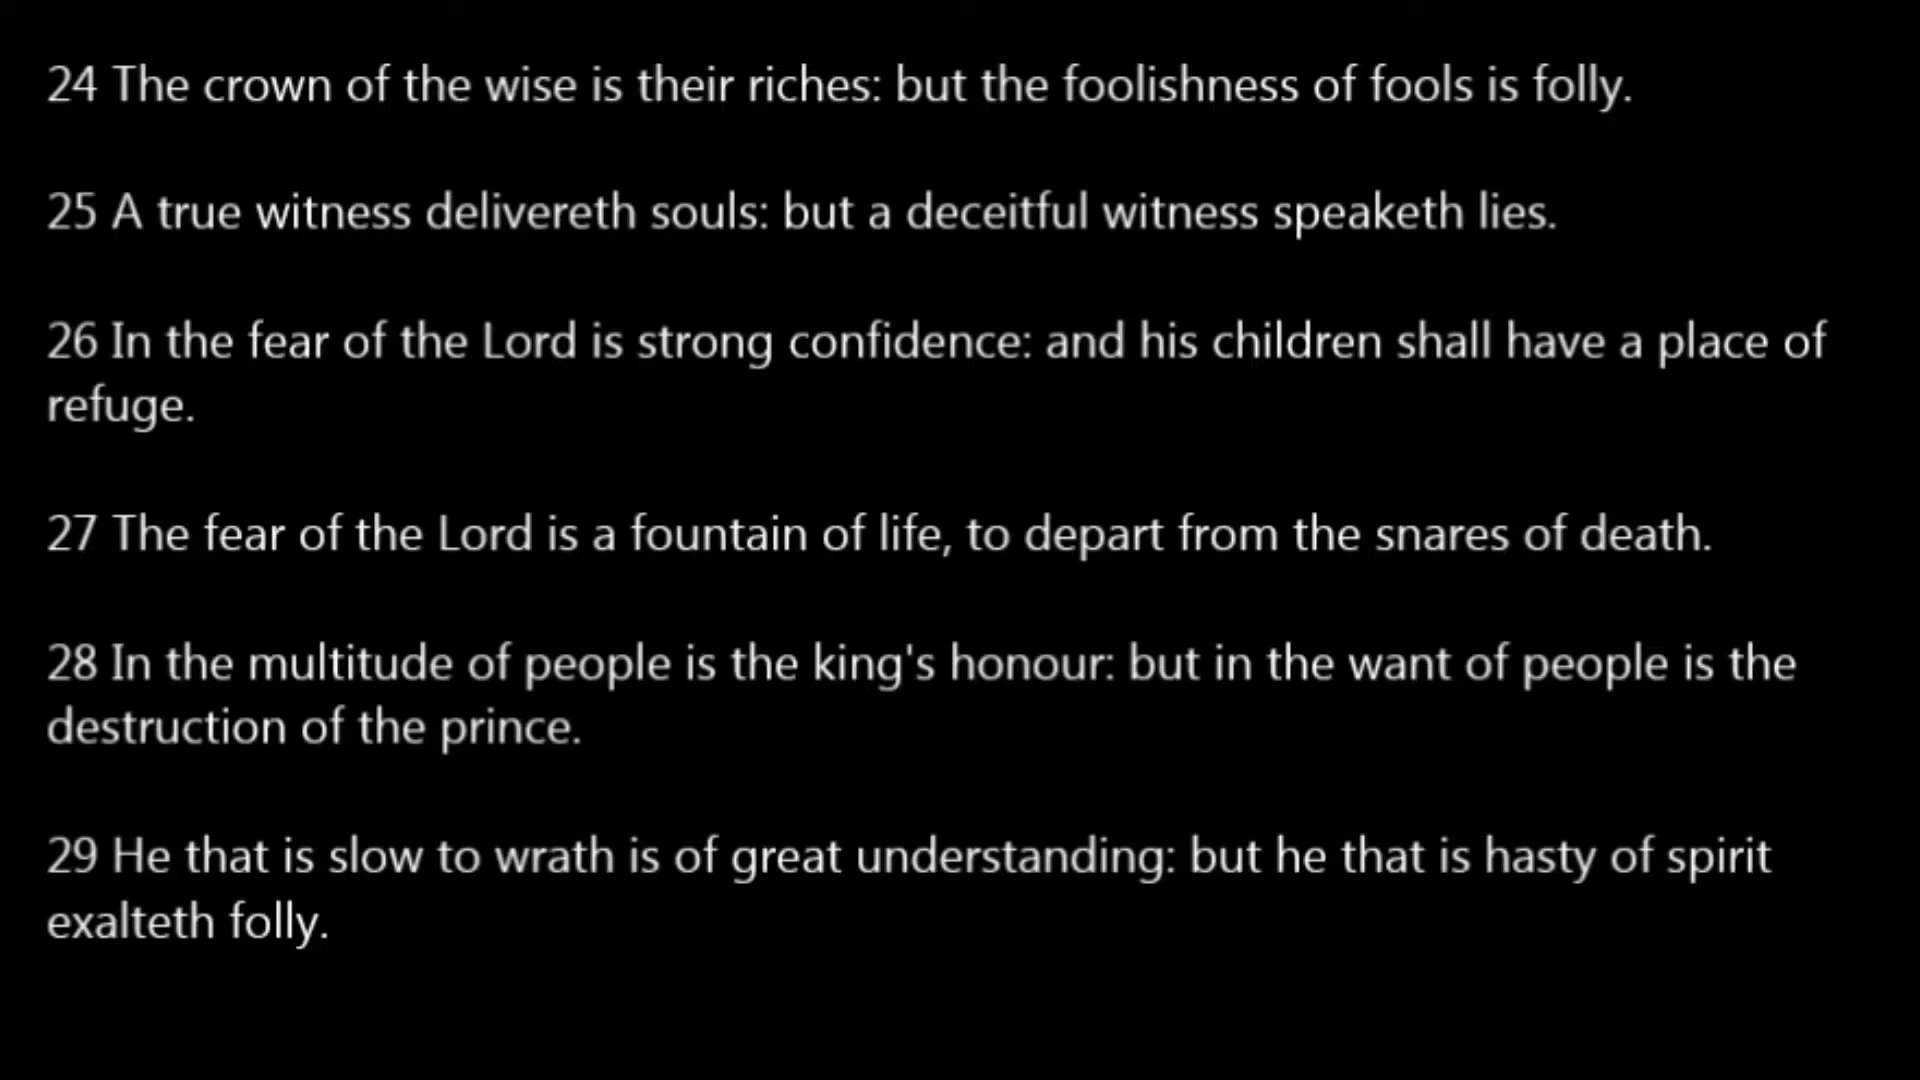 24 The crown of the wise is their riches: but the foolishness of fools is folly.
25 A true witness delivereth souls: but a deceitful witness speaketh lies.
26 In the fear of the Lord is strong confidence: and his children shall have a place of
refuge.
27 The fear of the Lord is a fountain of life, to depart from the snares of death.
28 In the multitude of people is the king's honour: but in the want of people is the
destruction of the prince.
29 He that is slow to wrath is of great understanding: but he that is hasty of spirit
exalteth folly.